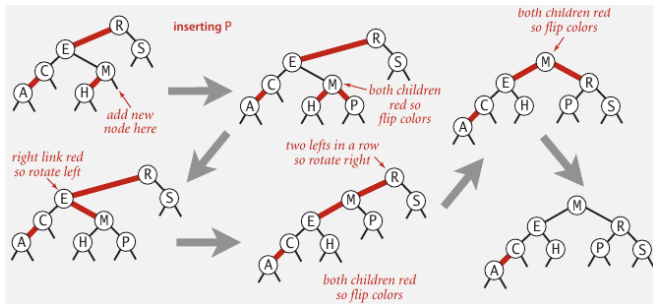 inserting P
R
E
S
C
M
A
H
add new
node here
R
E
S
C
M
A
H
P
both children
red so
flip colors
both children red
so flip colors
M
E
R
C
H
P
S
A
right link red
so rotate left
R
E
S
C
M
A
H
P
two lefts in a row
so rotate right
R
M
S
E
P
C
H
A
both children red
so flip colors
M
E
R
C
H
P
S
A